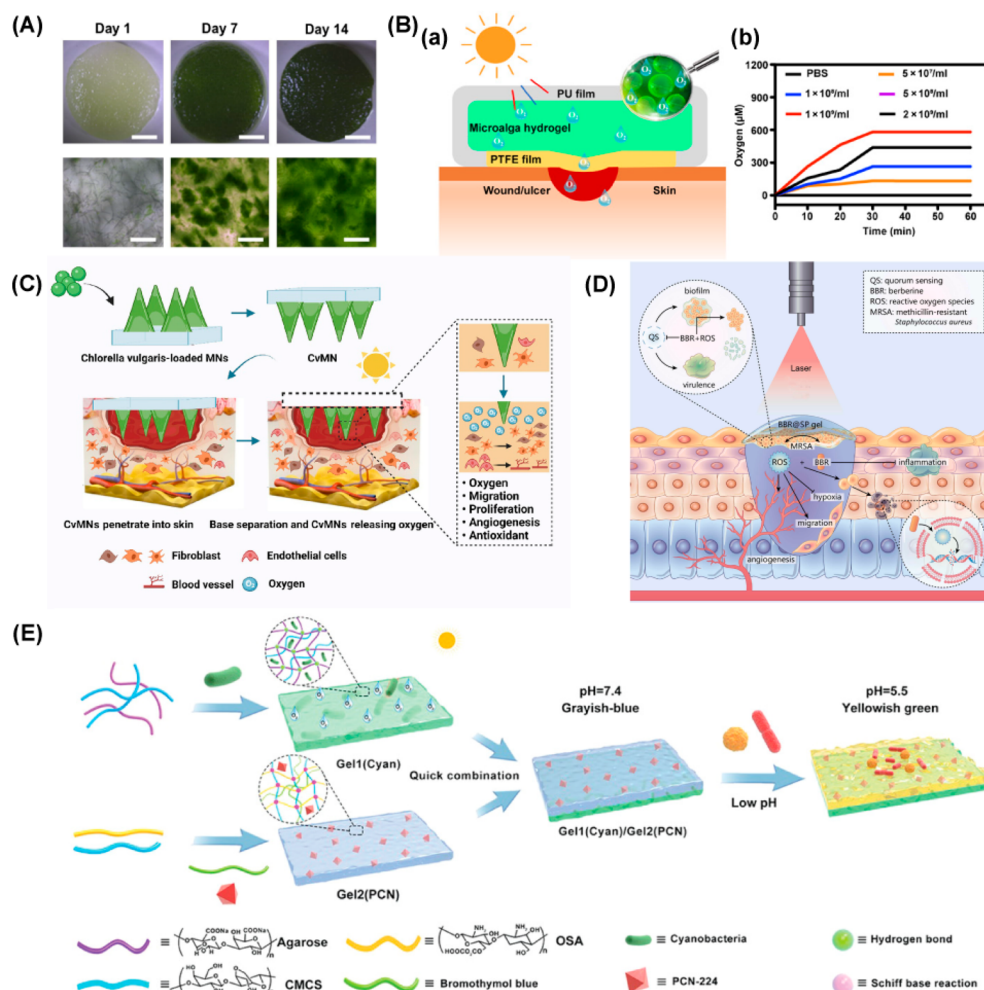 (A)
Day 1
Day 7
Day 14
(B)
(a)
PU film
O₂
Microalga hydrogel
PTFE film
Wound/ulcer
Skin
(b)
Oxygen (μM)
1200
900
600
300
0
PBS
1 × 10⁸/ml
1 × 10⁹/ml
5 × 10⁷/ml
5 × 10⁸/ml
2 × 10⁹/ml
0 10 20 30 40 50 60
Time (min)
(C)
Chlorella vulgaris-loaded MNs
CvMN
CvMNs penetrate into skin
Base separation and CvMNs releasing oxygen
• Oxygen
• Migration
• Proliferation
• Angiogenesis
• Antioxidant
Fibroblast
Endothelial cells
Blood vessel
O₂
Oxygen
(D)
QS: quorum sensing
BBR: berberine
ROS: reactive oxygen species
MRSA: methicillin-resistant
Staphylococcus aureus
biofilm
QS
BBR+ROS
virulence
Laser
BBR@SP gel
MRSA
ROS
+
BBR
inflammation
hypoxia
migration
angiogenesis
(E)
Gel1(Cyan)
Gel2(PCN)
Quick combination
pH=7.4
Grayish-blue
Gel1(Cyan)/Gel2(PCN)
Low pH
pH=5.5
Yellowish green
≡ Agarose
≡ OSA
≡ Cyanobacteria
≡ Hydrogen bond
≡ CMCS
≡ Bromothymol blue
≡ PCN-224
≡ Schiff base reaction